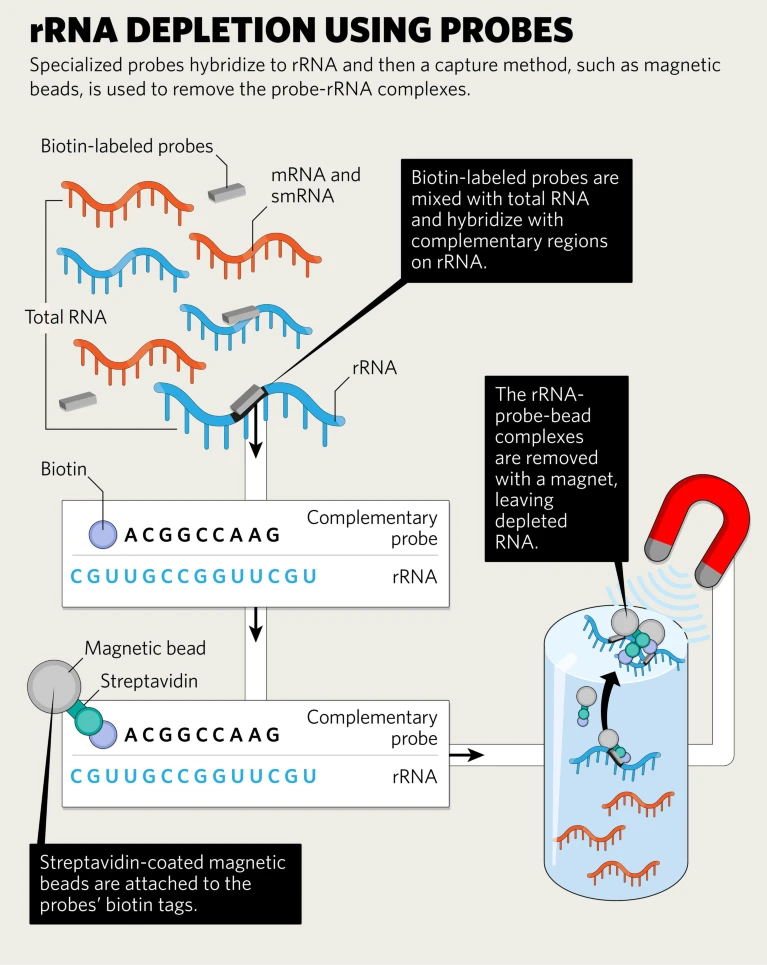 rRNA DEPLETION USING PROBES
Specialized probes hybridize to rRNA and then a capture method, such as magnetic
beads, is used to remove the probe-rRNA complexes.
Biotin-labeled probes
mRNA and
smRNA
Biotin-labeled probes are
mixed with total RNA
and hybridize with
complementary regions
on rRNA.
Total RNA
rRNA
The rRNA-
probe-bead
complexes
are removed
with a magnet,
leaving
depleted
RNA.
Biotin
ACGGCCAAG
Complementary
probe
CGUUGCCGGUUCGU
rRNA
Magnetic bead
Streptavidin
ACGGCCAAG
Complementary
probe
CGUUGCCGGUUCGU
rRNA
Streptavidin-coated magnetic
beads are attached to the
probes’ biotin tags.